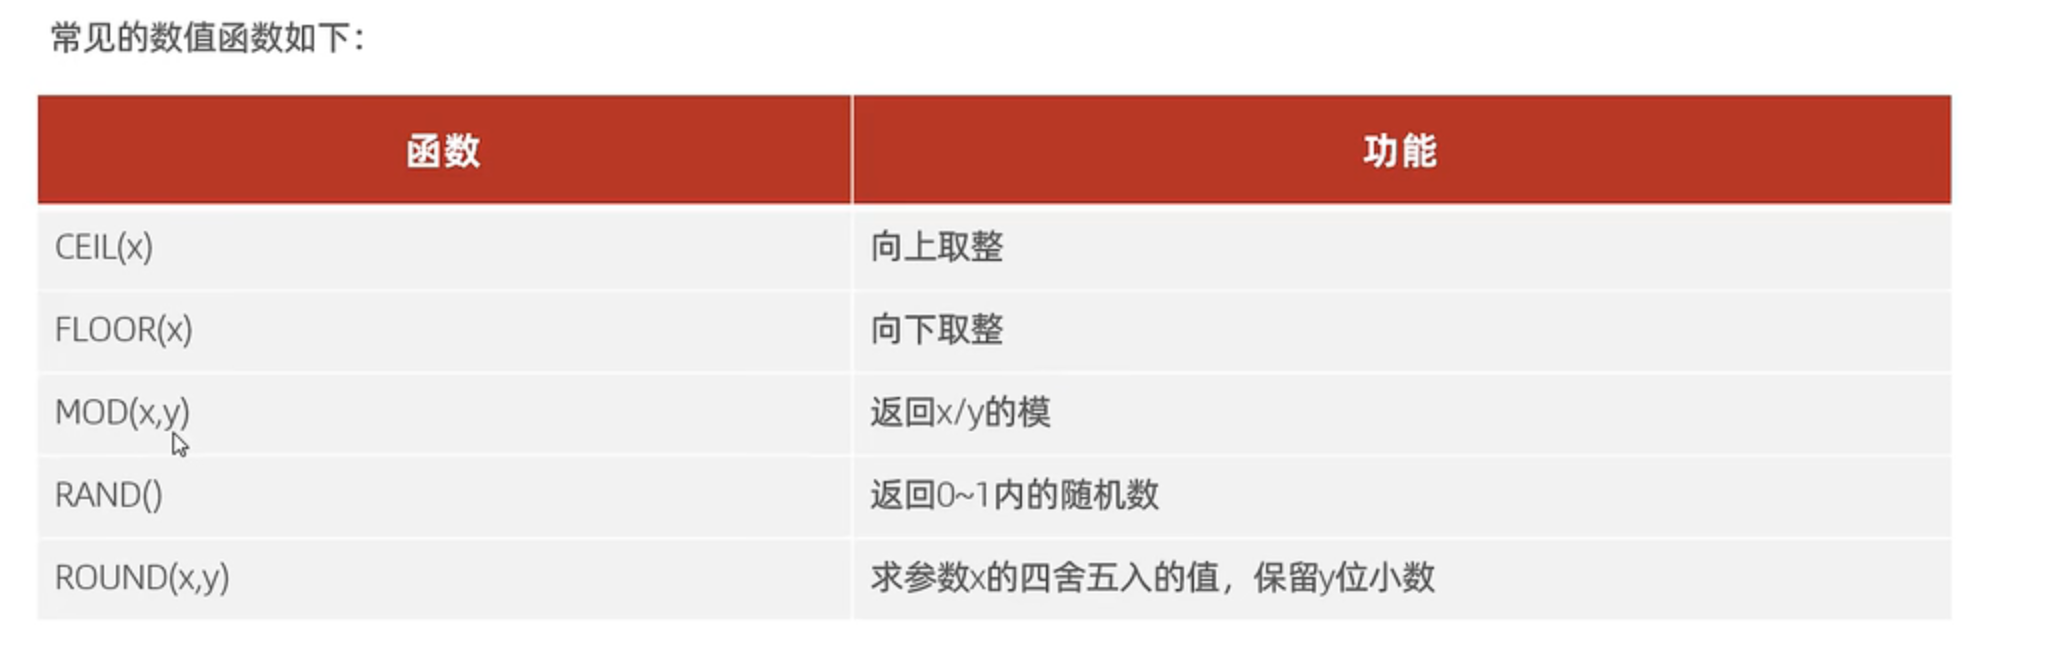 常见的数值函数如下：
函数 功能
CEIL(x) 向上取整
FLOOR(x) 向下取整
MOD(x,y) 返回x/y的模
RAND() 返回0~1内的随机数
ROUND(x,y) 求参数x的四舍五入的值，保留y位小数